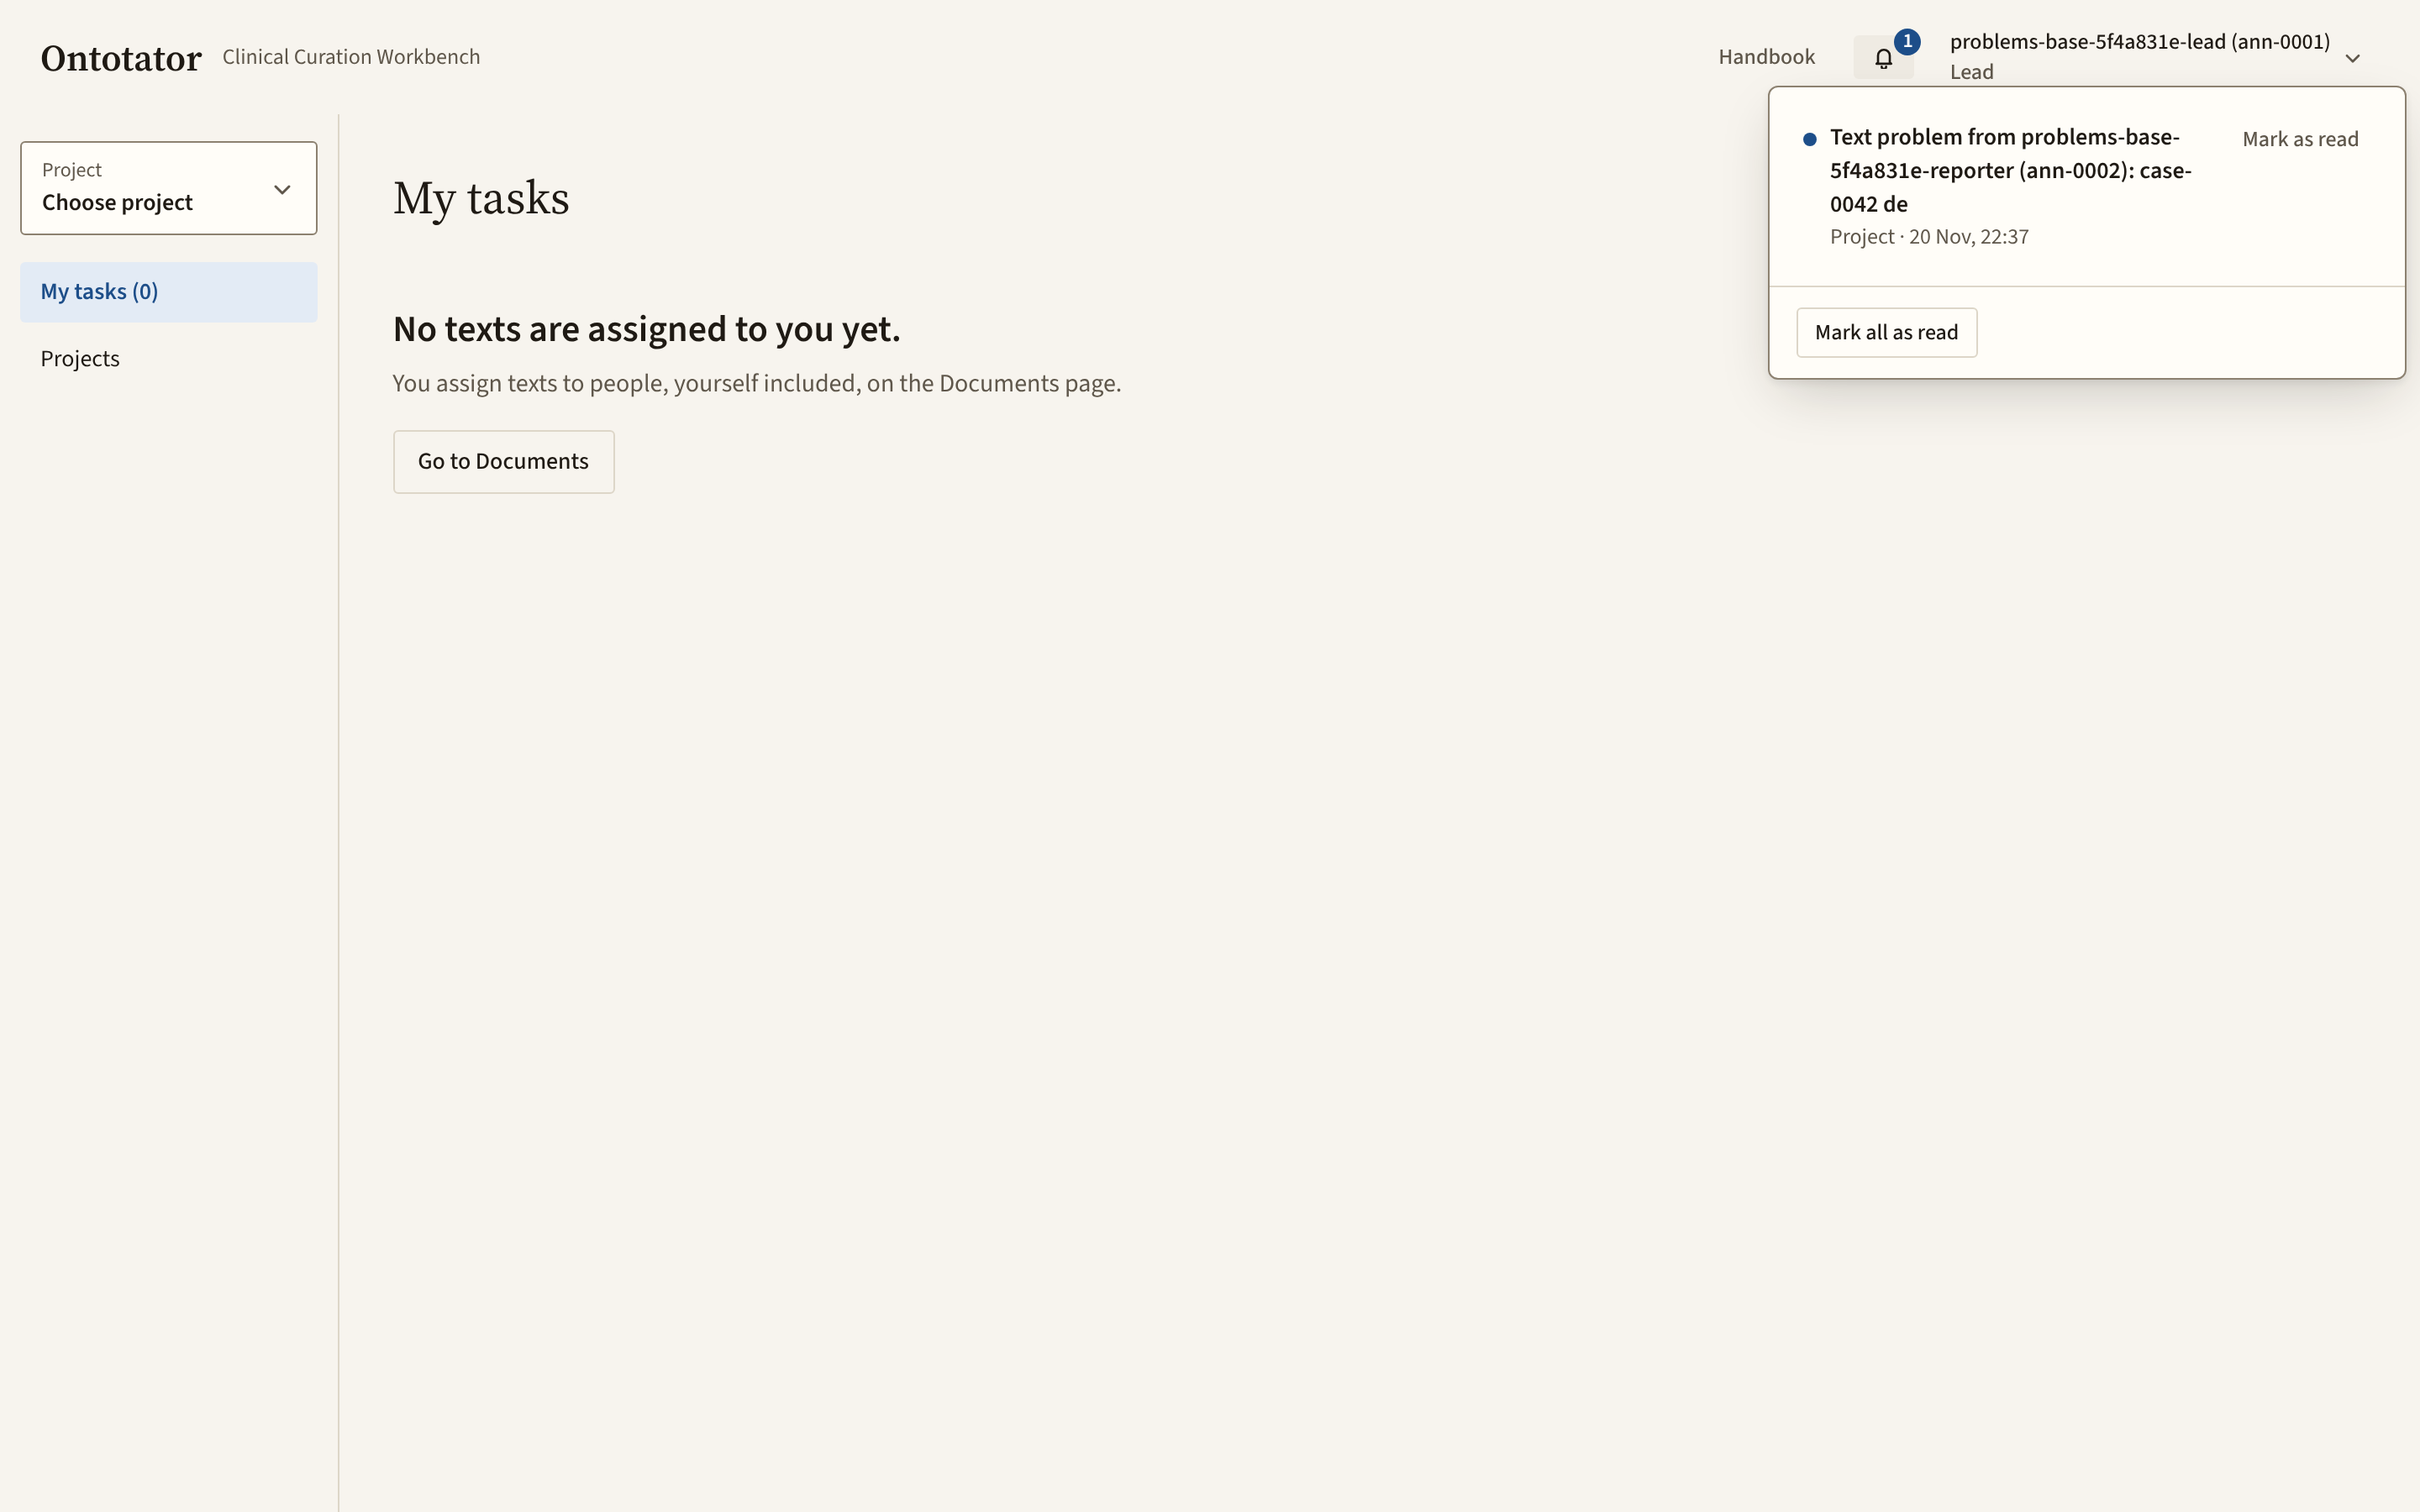 Ontotator
Clinical Curation Workbench
Handbook
1
problems-base-5f4a831e-lead (ann-0001)
Lead
Project
Choose project
My tasks (0)
Projects
My tasks
No texts are assigned to you yet.
You assign texts to people, yourself included, on the Documents page.
Go to Documents
Text problem from problems-base-
5f4a831e-reporter (ann-0002): case-
0042 de
Project · 20 Nov, 22:37
Mark as read
Mark all as read